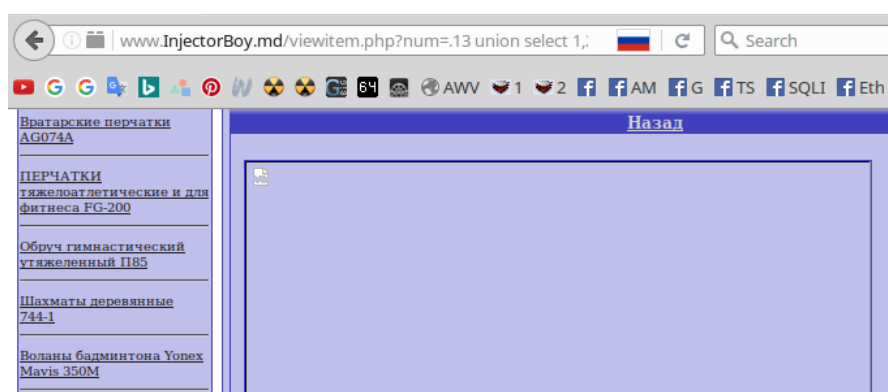 www.InjectorBoy.md/viewitem.php?num=.13 union select 1,
Search
64
AWV 1 2 AM G TS SQLI Eth
Вратарские перчатки
AG074A
Назад
ПЕРЧАТКИ
тяжелоатлетические и для
фитнеса FG-200
Обруч гимнастический
утяжеленный П85
Шахматы деревянные
744-1
Воланы бадминтона Yonex
Mavis 350M